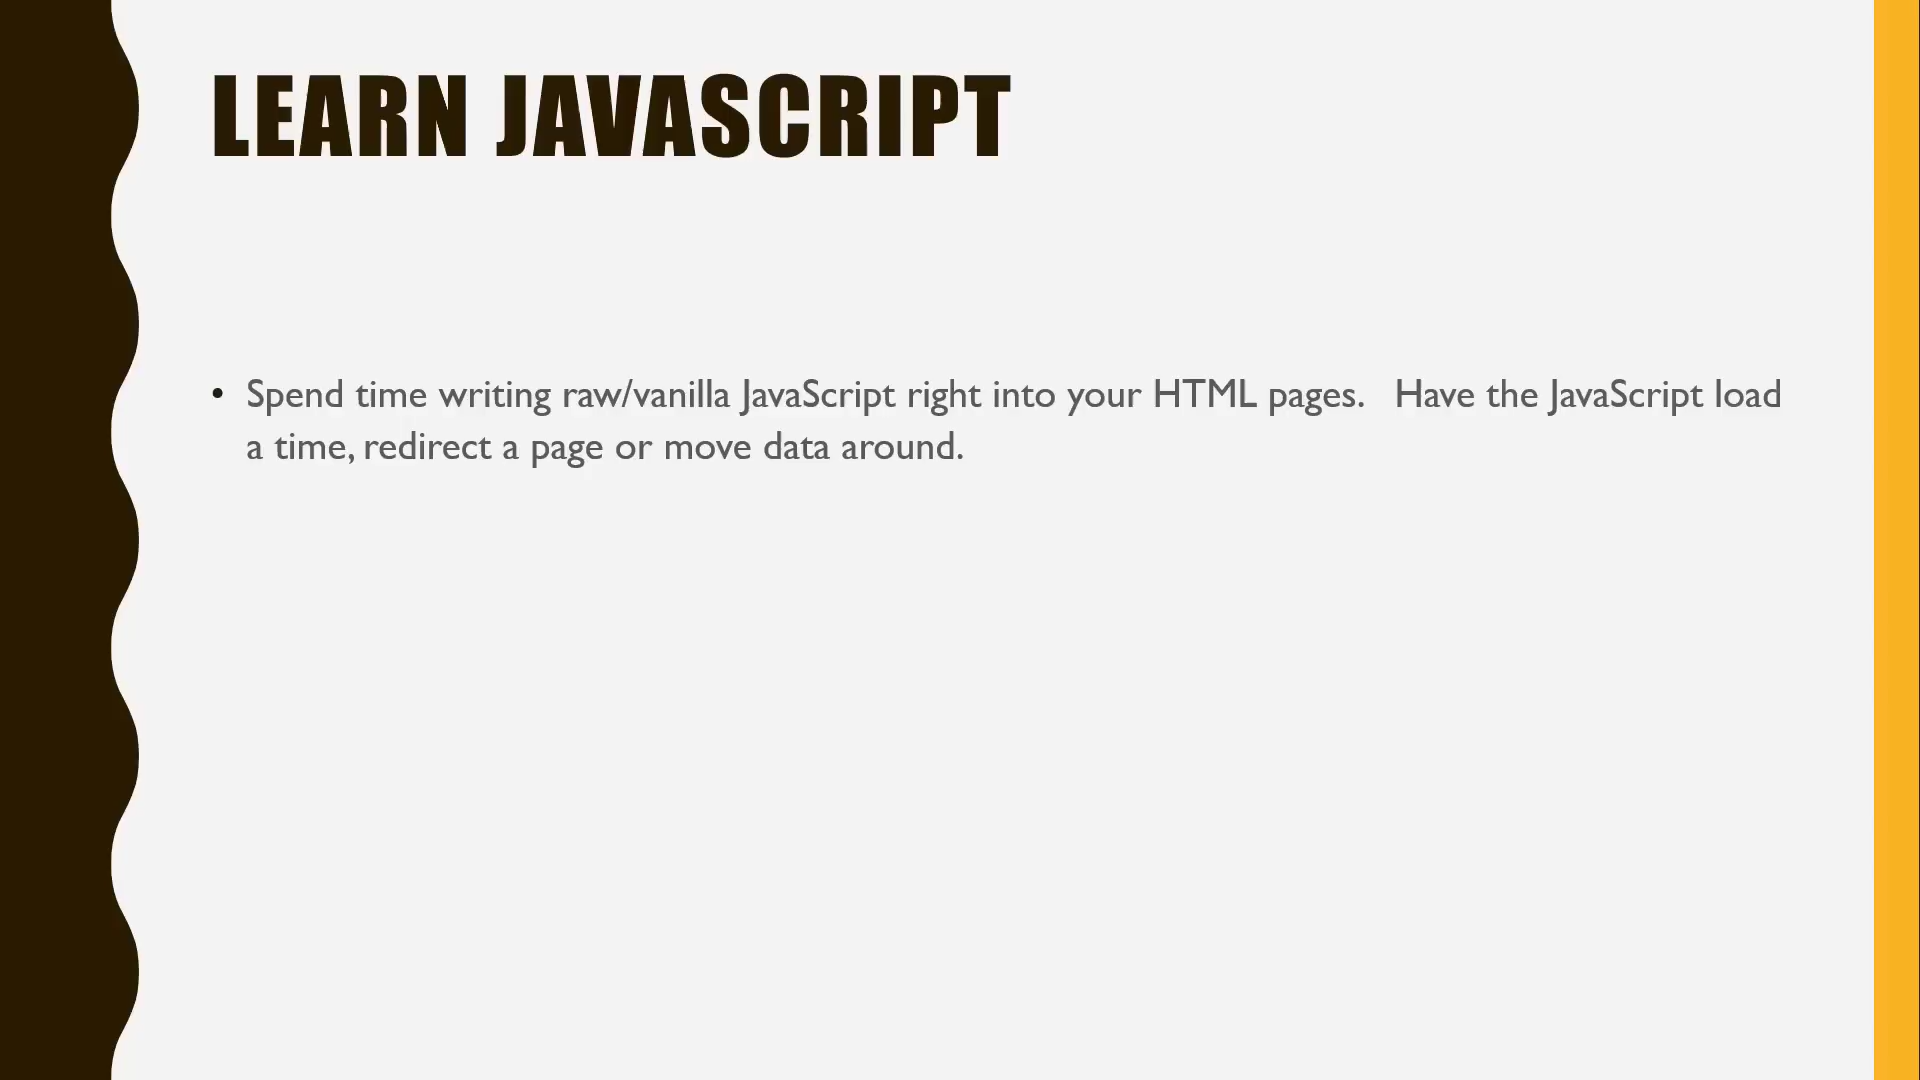 LEARN JAVASCRIPT
• Spend time writing raw/vanilla JavaScript right into your HTML pages.   Have the JavaScript load
a time, redirect a page or move data around.